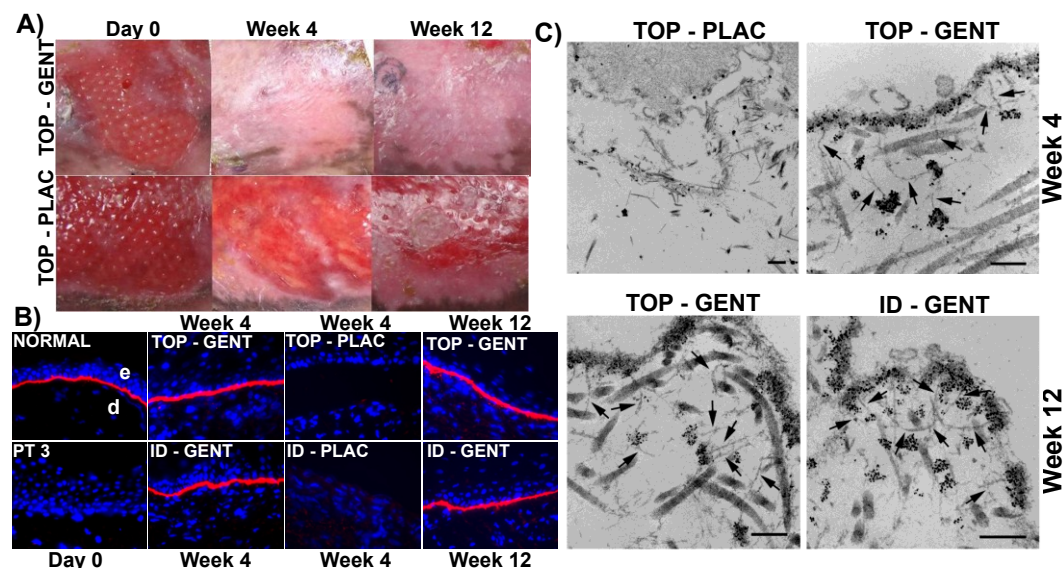 A)
Day 0
Week 4
Week 12
TOP - GENT
TOP - PLAC
B)
Week 4
Week 4
Week 12
NORMAL
e
d
TOP - GENT
TOP - PLAC
TOP - GENT
PT 3
ID - GENT
ID - PLAC
ID - GENT
Day 0
Week 4
Week 4
Week 12
C)
TOP - PLAC
TOP - GENT
Week 4
TOP - GENT
ID - GENT
Week 12